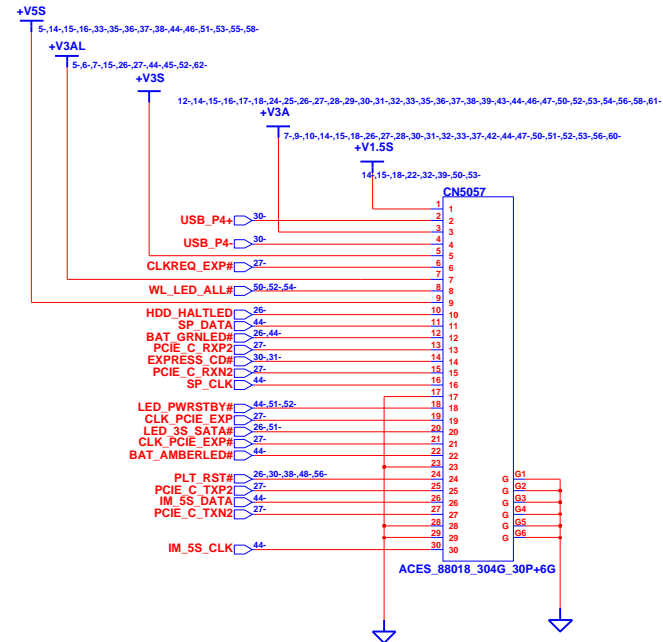 +V5S
5-,14-,15-,16-,33-,35-,36-,37-,38-,44-,46-,51-,53-,55-,58-
+V3AL
5-,6-,7-,15-,26-,27-,44-,45-,52-,62-
+V3S
12-,14-,15-,16-,17-,18-,24-,25-,26-,27-,28-,29-,30-,31-,32-,33-,35-,36-,37-,38-,39-,43-,44-,46-,47-,50-,52-,53-,54-,56-,58-,61-
+V3A
7-,9-,10-,14-,15-,18-,26-,27-,28-,30-,31-,32-,33-,37-,42-,44-,47-,50-,51-,52-,53-,56-,60-
+V1.5S
14-,15-,18-,22-,32-,39-,50-,53-
CN5057
1 1
USB_P4+ 30- 2 2
3 3
USB_P4- 30- 4 4
5 5
CLKREQ_EXP# 27- 6 6
7 7
WL_LED_ALL# 50-,52-,54- 8 8
9 9
HDD_HALTLED 26- 10 10
SP_DATA 44- 11 11
BAT_GRNLED# 26-,44- 12 12
PCIE_C_RXP2 27- 13 13
EXPRESS_CD# 30-,31- 14 14
PCIE_C_RXN2 27- 15 15
SP_CLK 44- 16 16
17 17
LED_PWRSTBY# 44-,51-,52- 18 18
CLK_PCIE_EXP 27- 19 19
LED_3S_SATA# 26-,51- 20 20
CLK_PCIE_EXP# 27- 21 21
BAT_AMBERLED# 44- 22 22
23 23
PLT_RST# 26-,30-,38-,48-,56- 24 24 G G1
PCIE_C_TXP2 27- 25 25 G G2
IM_5S_DATA 44- 26 26 G G3
PCIE_C_TXN2 27- 27 27 G G4
28 28 G G5
29 29 G G6
IM_5S_CLK 44- 30 30
ACES_88018_304G_30P+6G